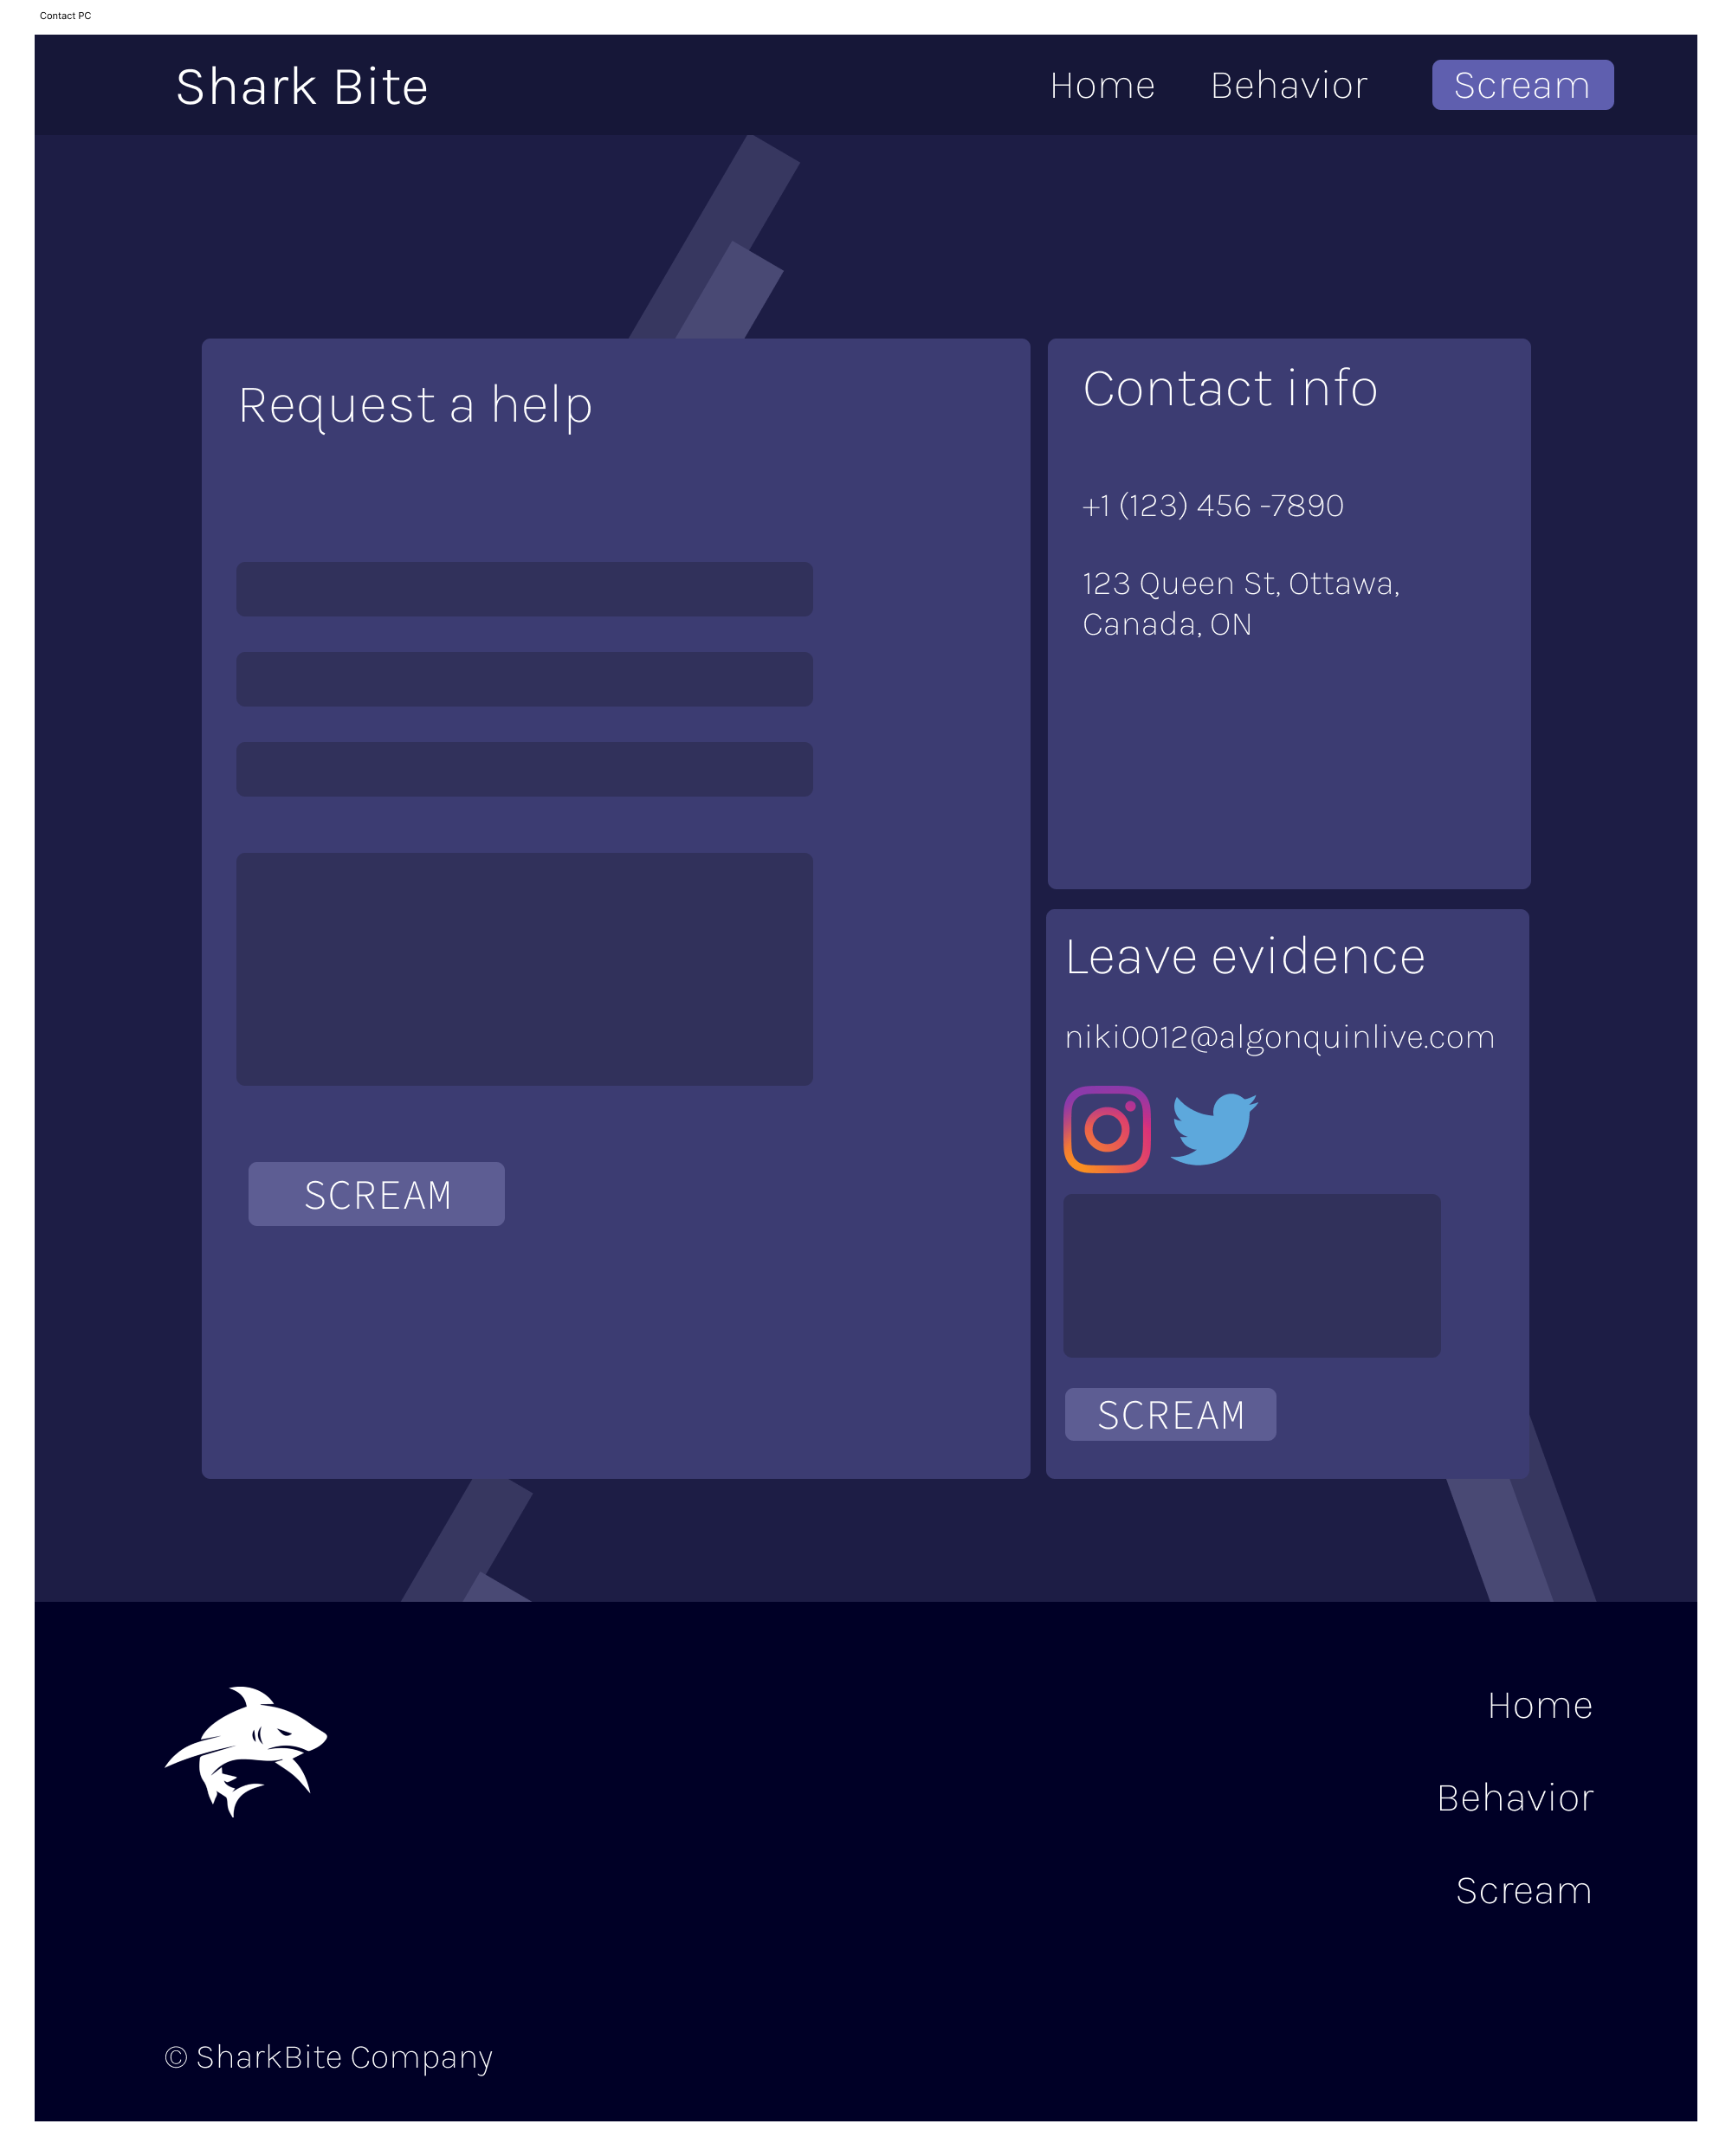 Contact PC
Shark Bite
Home
Behavior
Scream
Request a help
SCREAM
Contact info
+1 (123) 456 -7890
123 Queen St, Ottawa,
Canada, ON
Leave evidence
niki0012@algonquinlive.com
SCREAM
Home
Behavior
Scream
© SharkBite Company